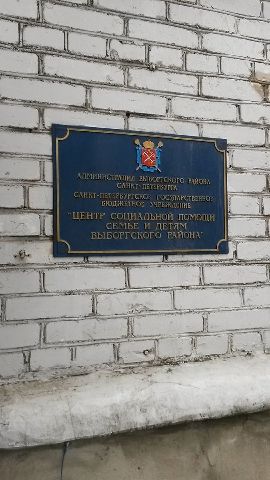 АДМИНИСТРАЦИЯ ВЫБОРГСКОГО РАЙОНА
САНКТ-ПЕТЕРБУРГА
САНКТ-ПЕТЕРБУРГСКОЕ ГОСУДАРСТВЕННОЕ
БЮДЖЕТНОЕ УЧРЕЖДЕНИЕ
"ЦЕНТР СОЦИАЛЬНОЙ ПОМОЩИ
СЕМЬЕ И ДЕТЯМ
ВЫБОРГСКОГО РАЙОНА"